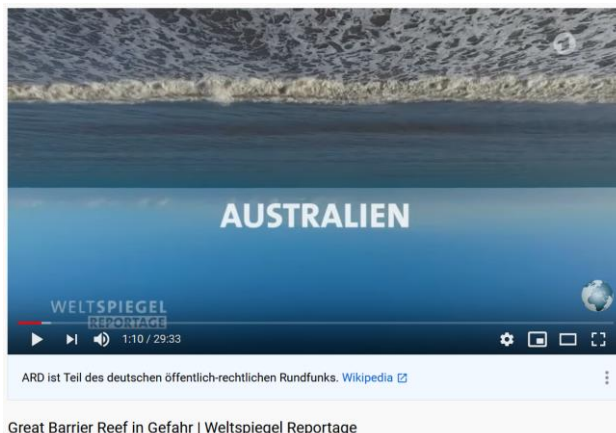 AUSTRALIEN
WELTSPIEGEL
REPORTAGE
1:10 / 29:33
ARD ist Teil des deutschen öffentlich-rechtlichen Rundfunks. Wikipedia
Great Barrier Reef in Gefahr | Weltspiegel Reportage